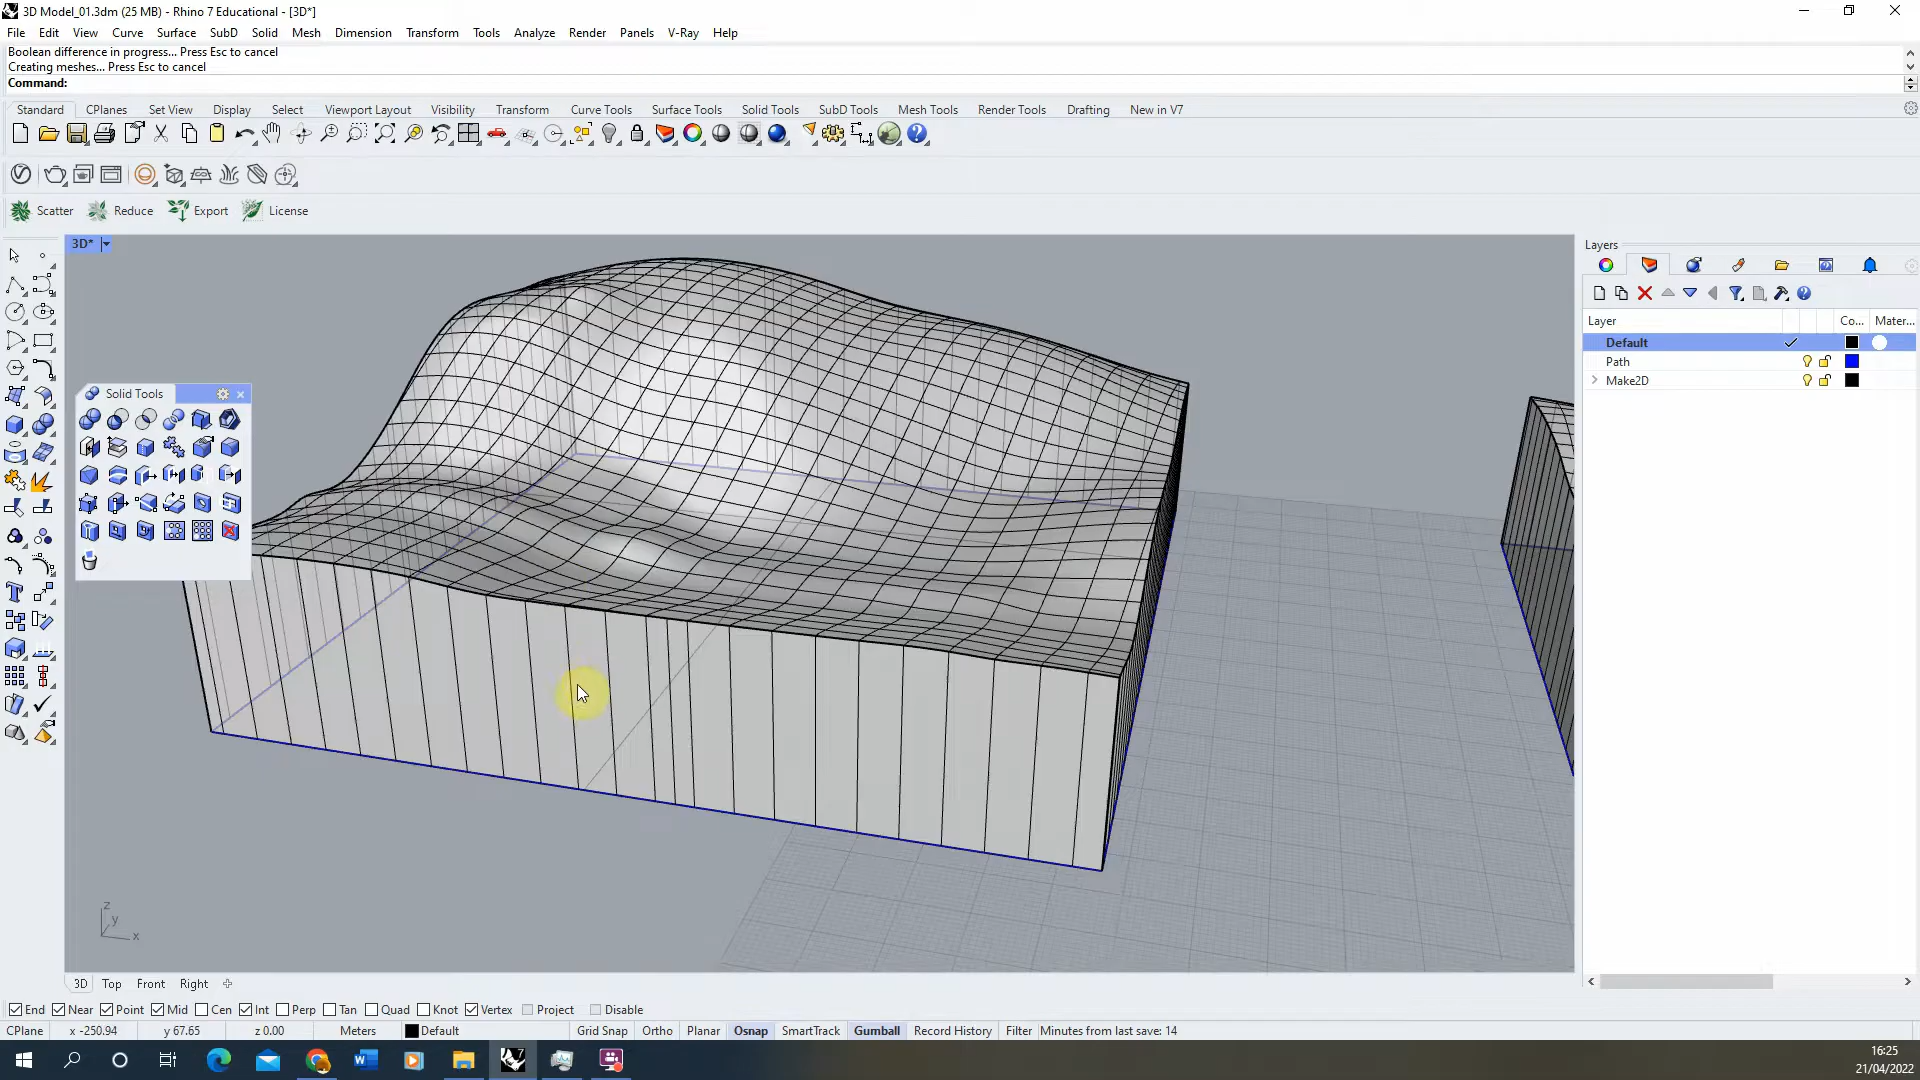 3D Model_01.3dm (25 MB) - Rhino 7 Educational - [3D*]
File Edit View Curve Surface SubD Solid Mesh Dimension Transform Tools Analyze Render Panels V-Ray Help
Boolean difference in progress... Press Esc to cancel
Creating meshes... Press Esc to cancel
Command:
Standard CPlanes Set View Display Select Viewport Layout Visibility Transform Curve Tools Surface Tools Solid Tools SubD Tools Mesh Tools Render Tools Drafting New in V7
Scatter Reduce Export License
3D*
Layers
Layer Co... Mater...
Default
Path
Make2D
Solid Tools
z
y
x
3D Top Front Right
End Near Point Mid Cen Int Perp Tan Quad Knot Vertex Project Disable
CPlane x -250.94 y 67.65 z 0.00 Meters Default Grid Snap Ortho Planar Osnap SmartTrack Gumball Record History Filter Minutes from last save: 14
16:25
21/04/2022